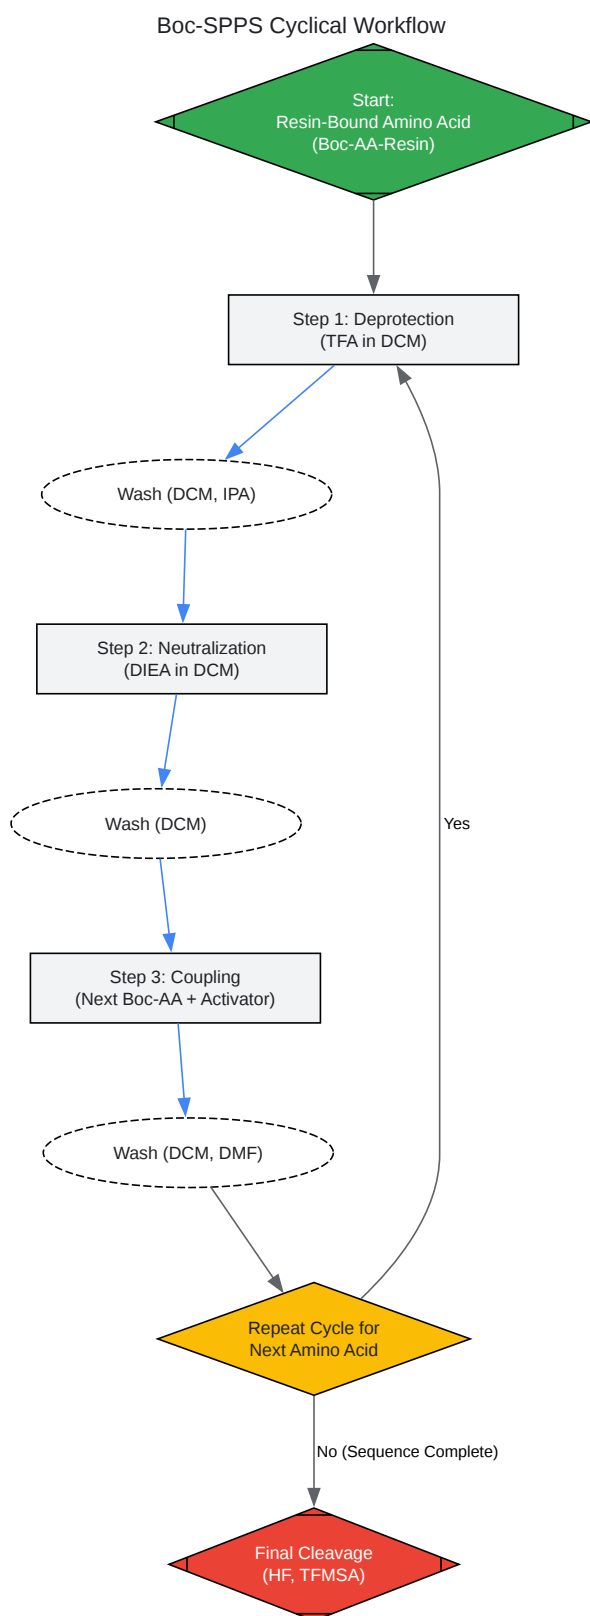 Boc-SPPS Cyclical Workflow
Start:
Resin-Bound Amino Acid
(Boc-AA-Resin)
Step 1: Deprotection
(TFA in DCM)
Wash (DCM, IPA)
Step 2: Neutralization
(DIEA in DCM)
Wash (DCM)
Yes
Step 3: Coupling
(Next Boc-AA + Activator)
Wash (DCM, DMF)
Repeat Cycle for
Next Amino Acid
No (Sequence Complete)
Final Cleavage
(HF, TFMSA)